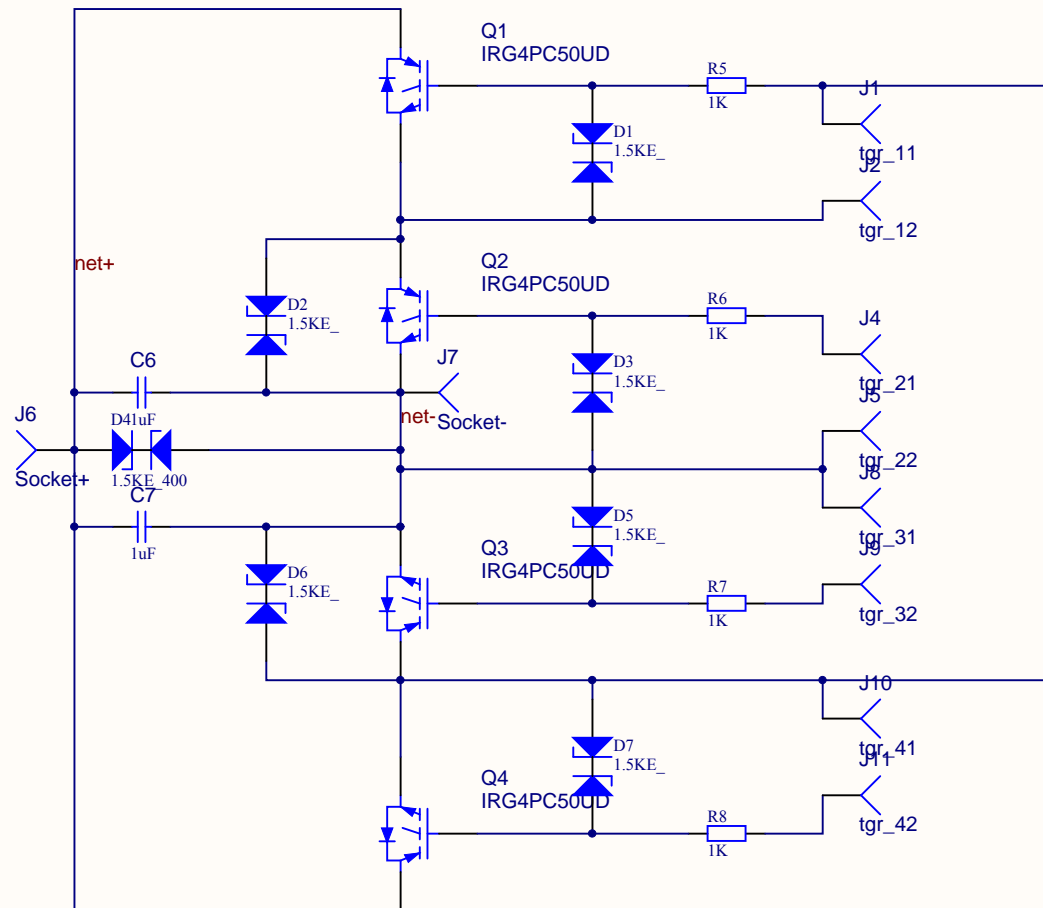 Q1
IRG4PC50UD
R5
1K
J1
tgr_11
D1
1.5KE_
J2
tgr_12
net+
Q2
IRG4PC50UD
D2
1.5KE_
R6
1K
J4
tgr_21
D3
1.5KE_
C6
1uF
J7
Socket-
net-
J5
tgr_22
J6
Socket+
D4
1.5KE_400
C7
1uF
J8
tgr_31
D5
1.5KE_
Q3
IRG4PC50UD
D6
1.5KE_
R7
1K
J9
tgr_32
J10
tgr_41
D7
1.5KE_
Q4
IRG4PC50UD
R8
1K
J11
tgr_42